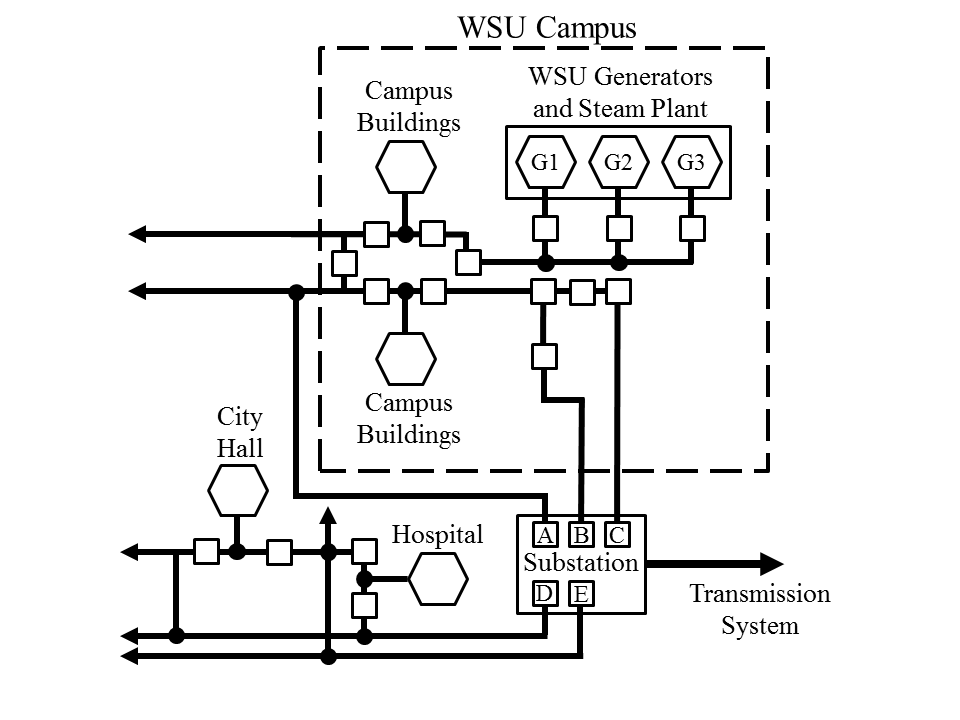 WSU Campus
Campus
Buildings
WSU Generators
and Steam Plant
G1
G2
G3
Campus
Buildings
City
Hall
Hospital
A
B
C
Substation
D
E
Transmission
System